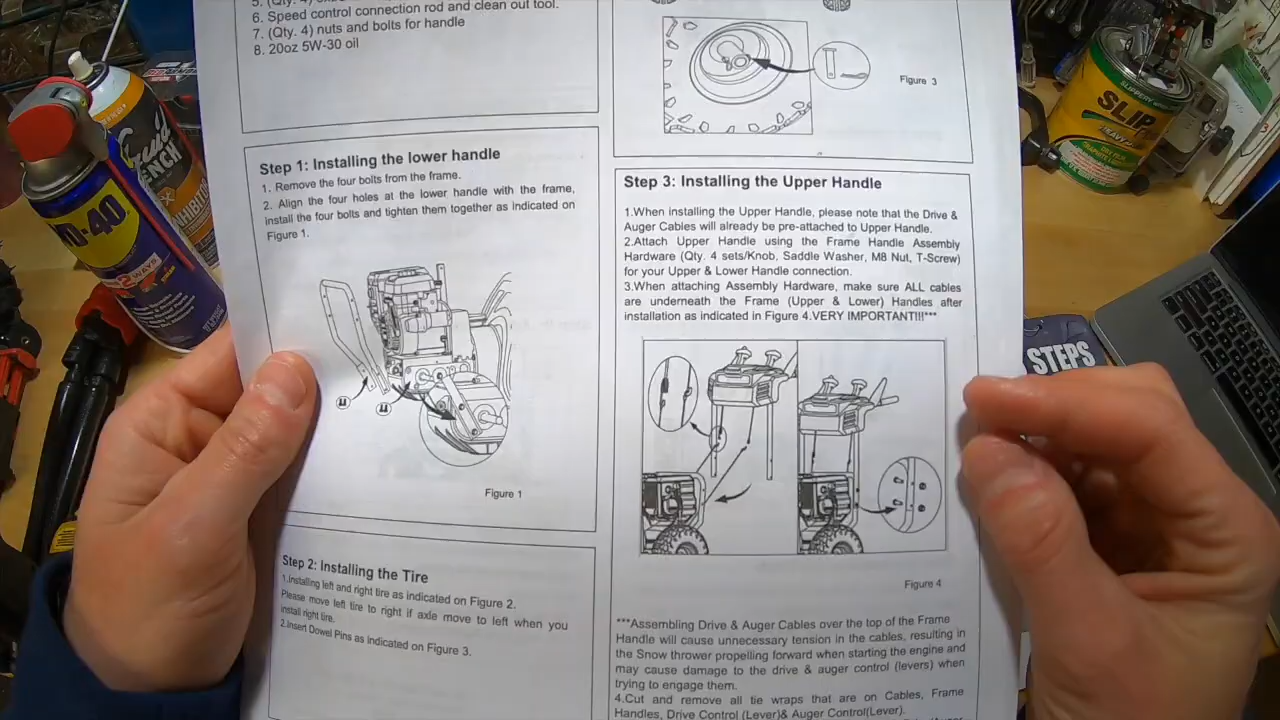 6. Speed control connection rod and clean out tool.
7. (Qty. 4) nuts and bolts for handle
8. 20oz 5W-30 oil
Step 1: Installing the lower handle
1. Remove the four bolts from the frame.
2. Align the four holes at the lower handle with the frame,
install the four bolts and tighten them together as indicated on
Figure 1.
Figure 1
Step 2: Installing the Tire
1.Installing left and right tire as indicated on Figure 2.
Please move left tire to right if axle move to left when you
install right tire.
2.Insert Dowel Pins as indicated on Figure 3.
Figure 3
Step 3: Installing the Upper Handle
1.When installing the Upper Handle, please note that the Drive &
Auger Cables will already be pre-attached to Upper Handle.
2.Attach Upper Handle using the Frame Handle Assembly
Hardware (Qty. 4 sets/Knob, Saddle Washer, M8 Nut, T-Screw)
for your Upper & Lower Handle connection.
3.When attaching Assembly Hardware, make sure ALL cables
are underneath the Frame (Upper & Lower) Handles after
installation as indicated in Figure 4.VERY IMPORTANT!!!***
Figure 4
***Assembling Drive & Auger Cables over the top of the Frame
Handle will cause unnecessary tension in the cables, resulting in
the Snow thrower propelling forward when starting the engine and
may cause damage to the drive & auger control (levers) when
trying to engage them.
4.Cut and remove all tie wraps that are on Cables, Frame
Handles, Drive Control (Lever)& Auger Control(Lever).
D-40
2 WAYS
SLIP
STEPS